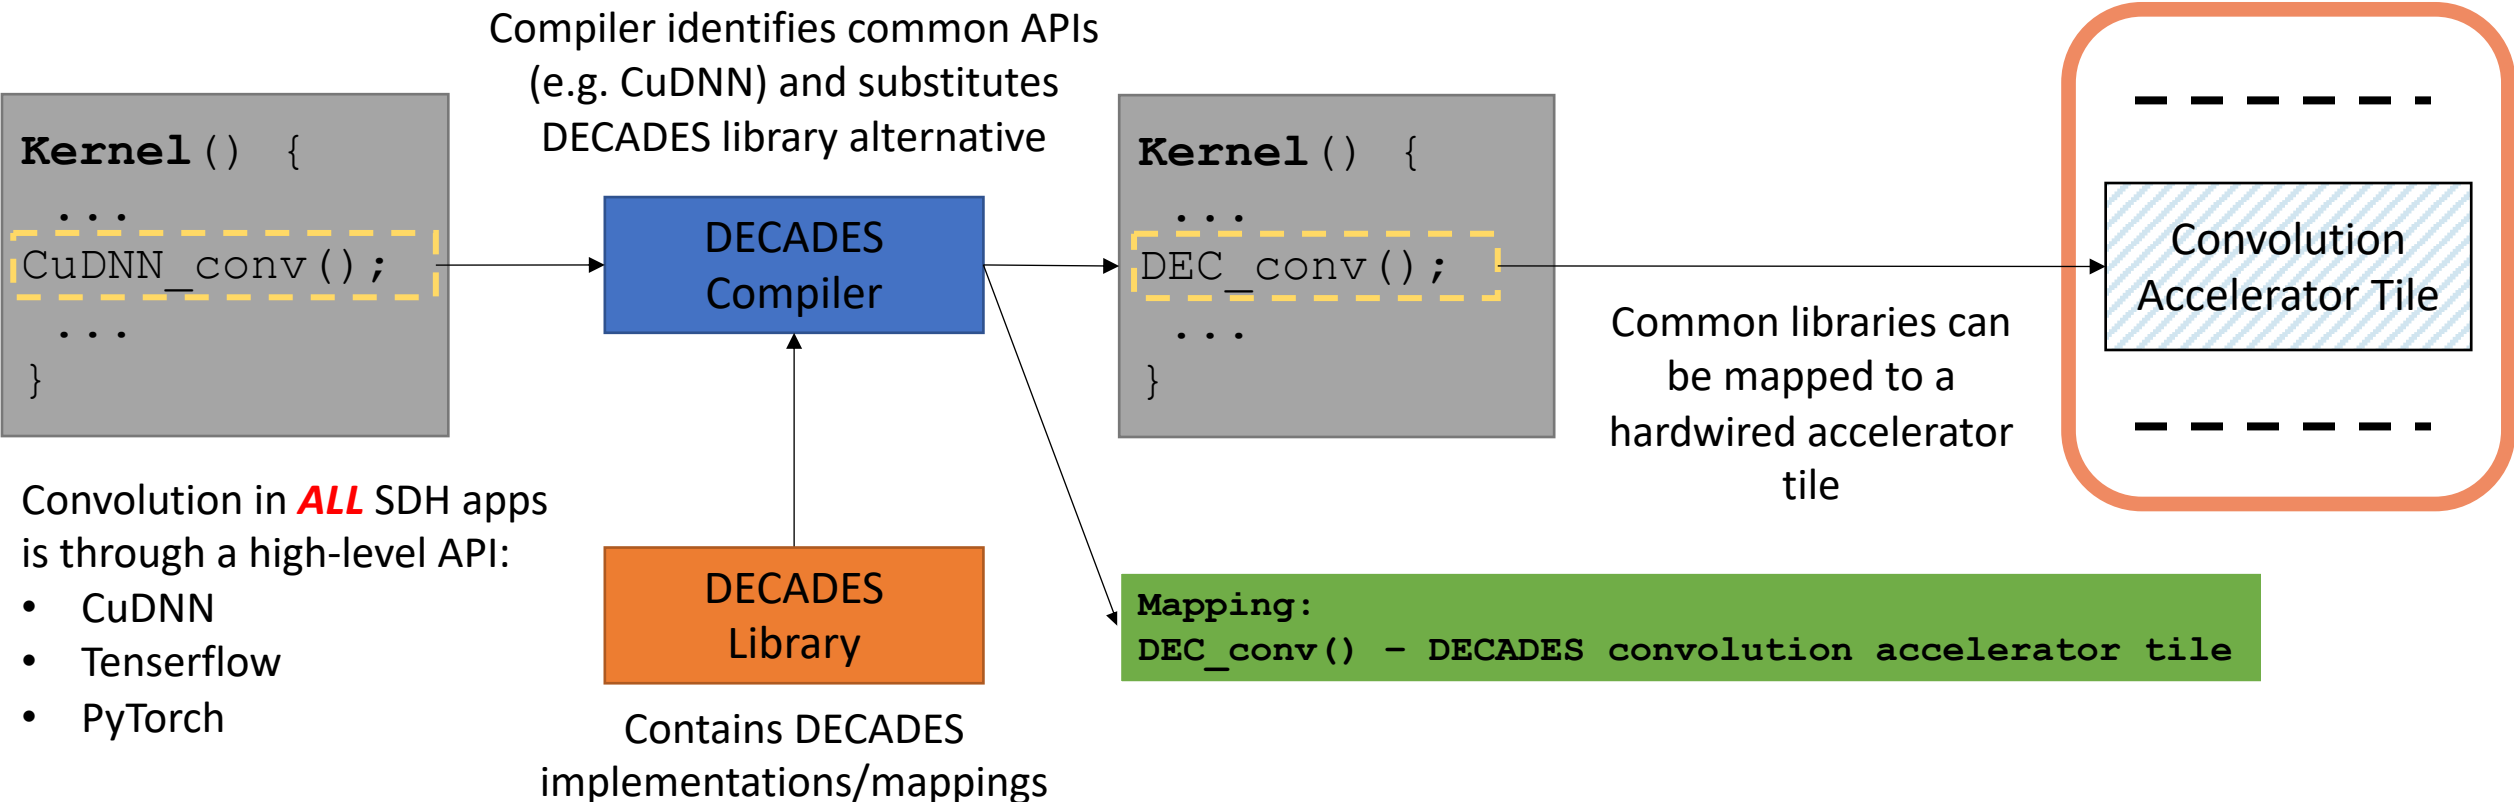 Compiler identifies common APIs
(e.g. CuDNN) and substitutes
DECADES library alternative
Kernel() {
...
CuDNN_conv();
...
}
DECADES
Compiler
Kernel() {
...
DEC_conv();
...
}
Convolution
Accelerator Tile
Common libraries can
be mapped to a
hardwired accelerator
tile
Convolution in ALL SDH apps
is through a high-level API:
• CuDNN
• Tenserflow
• PyTorch
DECADES
Library
Contains DECADES
implementations/mappings
Mapping:
DEC_conv() – DECADES convolution accelerator tile